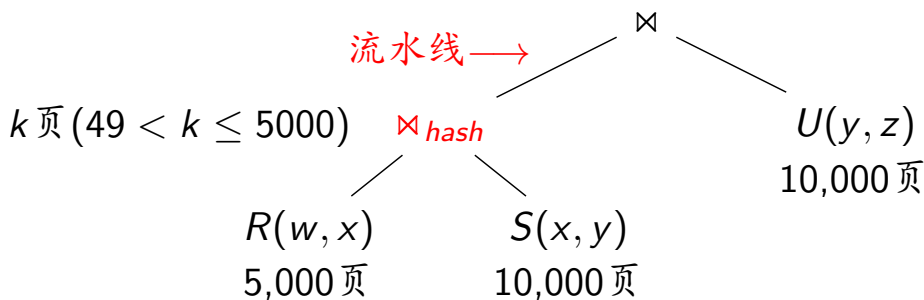 ⋈
流水线⟶
k 页(49 < k ≤ 5000)
⋈hash
U(y, z)
10,000 页
R(w, x)
S(x, y)
5,000 页
10,000 页